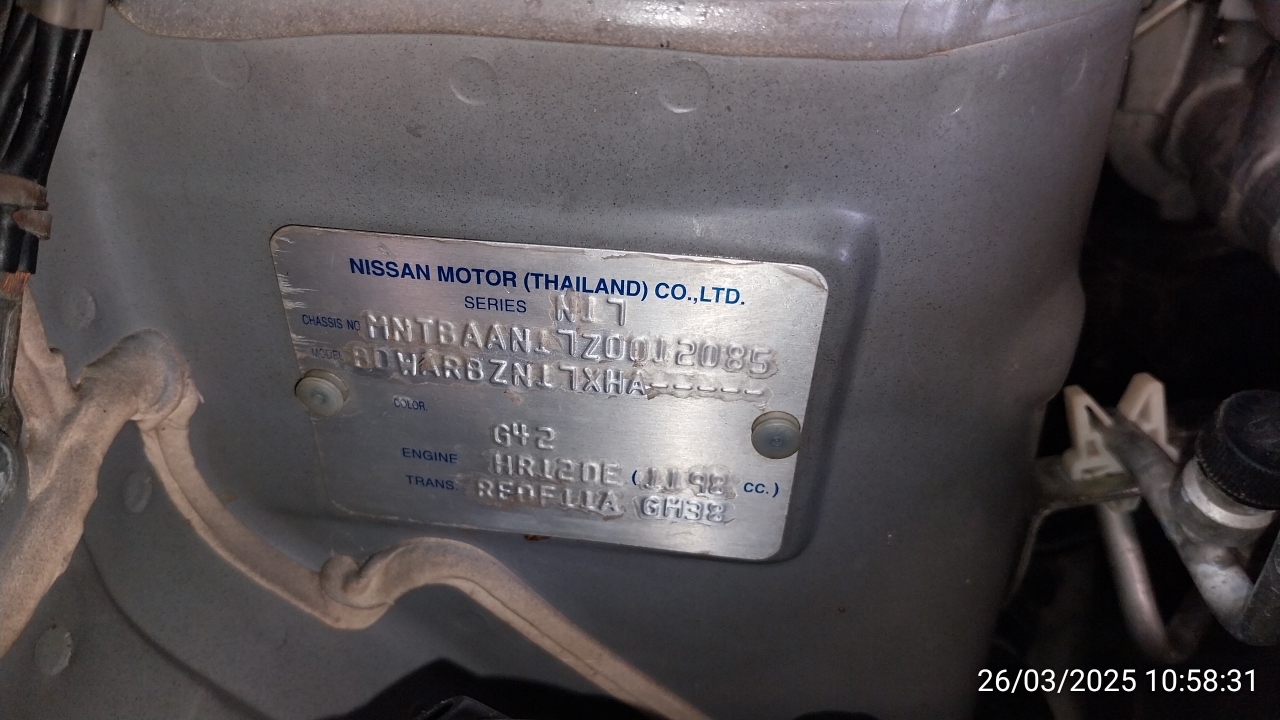 NISSAN MOTOR (THAILAND) CO.,LTD.
SERIES N17
CHASSIS NO MNTBAAN17Z0012085
MODEL BDWARBZN17XHA-----
COLOR.
G42
ENGINE HR12DE (1198 CC.)
TRANS. RE0F11A GH38
26/03/2025 10:58:31